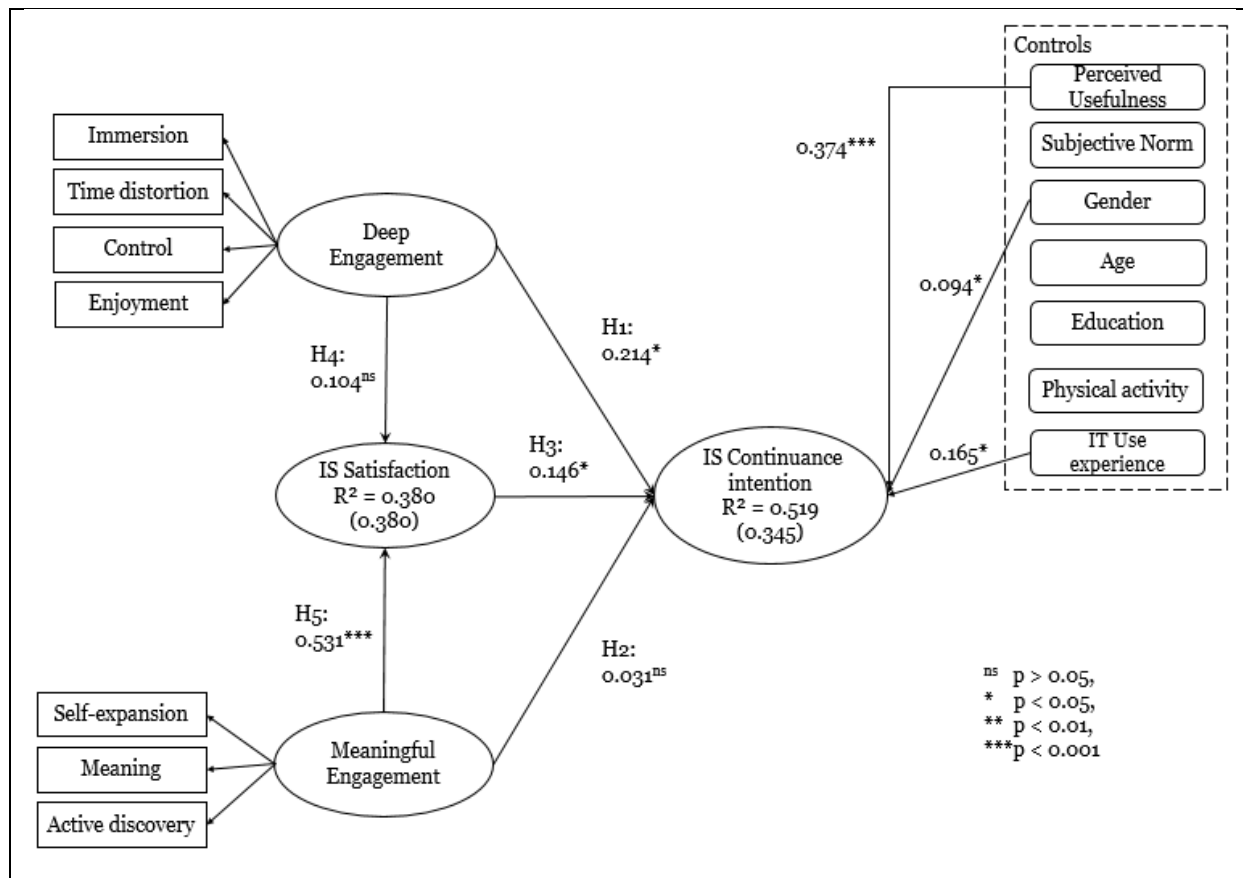 Controls
Perceived
Usefulness
Subjective Norm
Gender
Age
Education
Physical activity
IT Use
experience
0.374***
0.094*
0.165*
Immersion
Time distortion
Control
Enjoyment
Deep
Engagement
H4:
0.104ns
H1:
0.214*
IS Satisfaction
R² = 0.380
(0.380)
H3:
0.146*
IS Continuance
intention
R² = 0.519
(0.345)
H5:
0.531***
H2:
0.031ns
Self-expansion
Meaning
Active discovery
Meaningful
Engagement
ns p > 0.05,
* p < 0.05,
** p < 0.01,
***p < 0.001